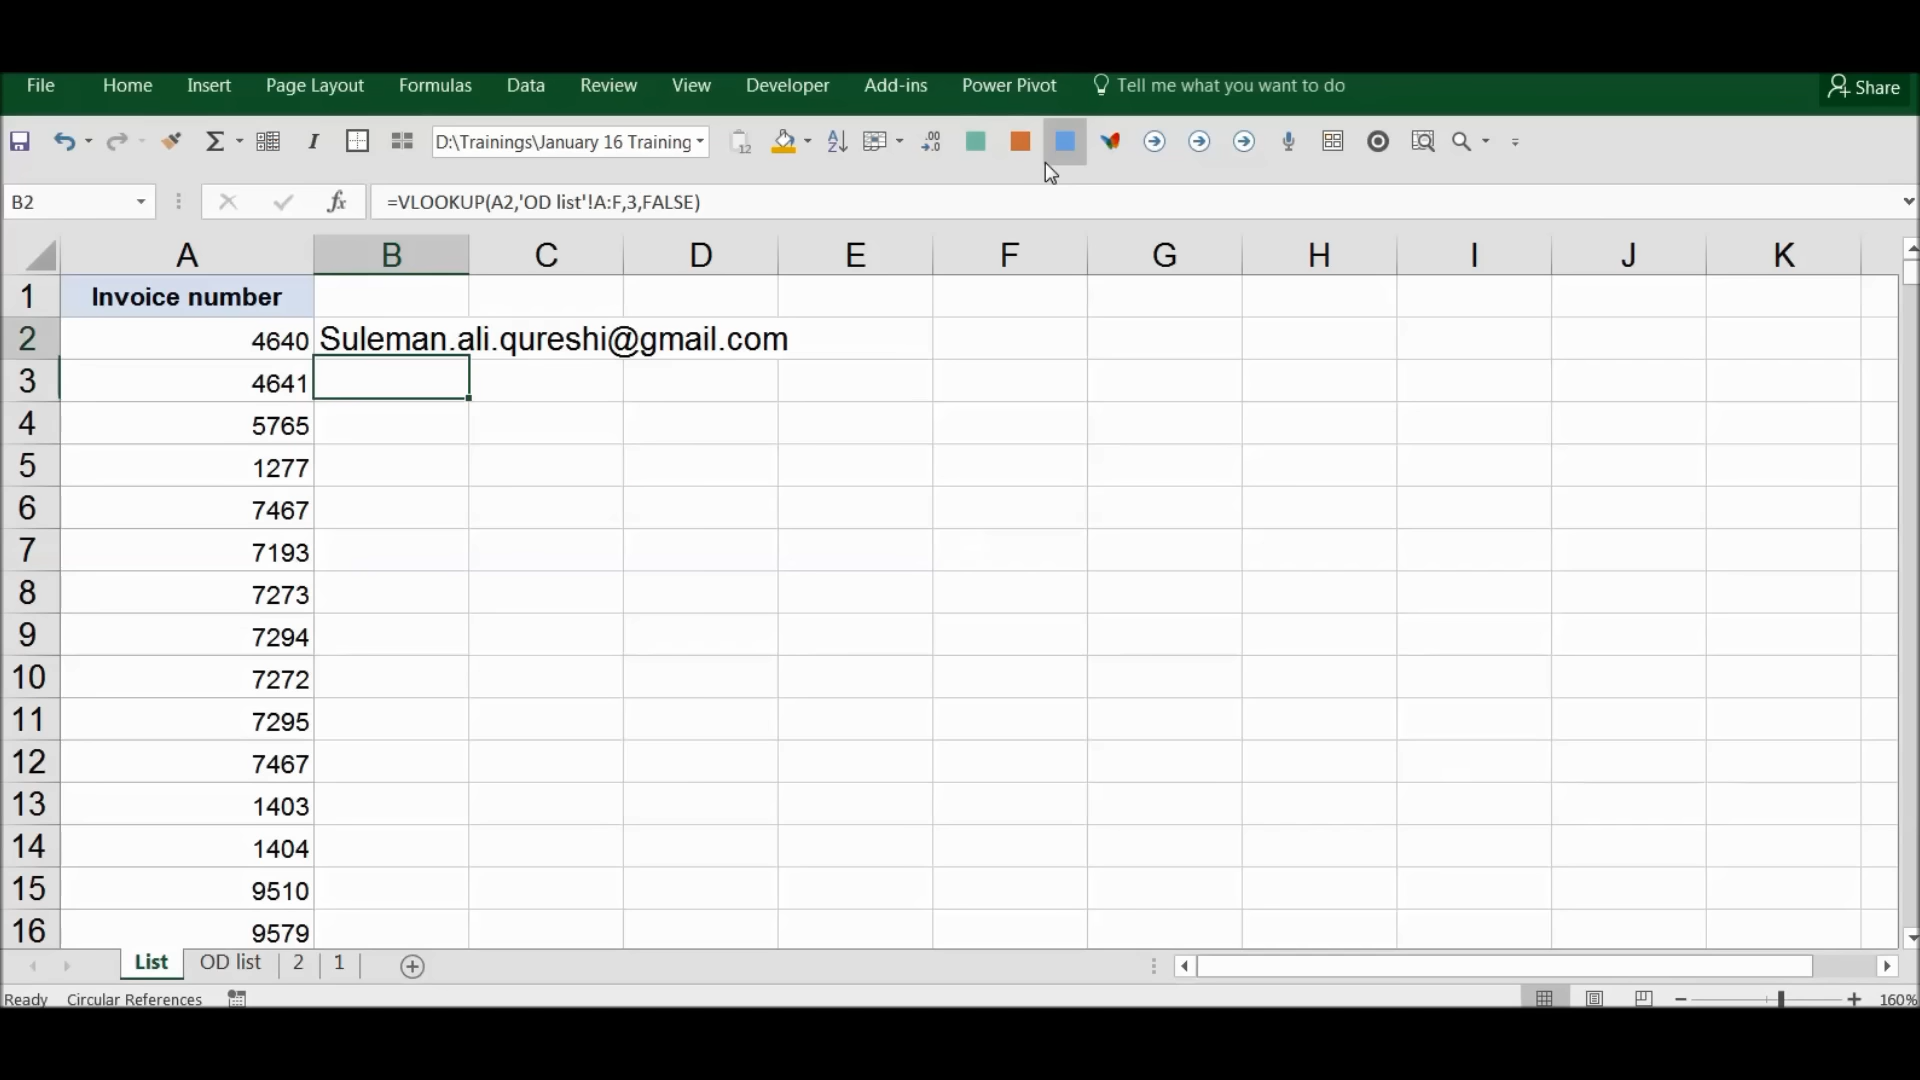 File Home Insert Page Layout Formulas Data Review View Developer Add-ins Power Pivot Tell me what you want to do Share
D:\Trainings\January 16 Training
B2 fx =VLOOKUP(A2,'OD list'!A:F,3,FALSE)
A B C D E F G H I J K
1 Invoice number
2 4640 Suleman.ali.qureshi@gmail.com
3 4641
4 5765
5 1277
6 7467
7 7193
8 7273
9 7294
10 7272
11 7295
12 7467
13 1403
14 1404
15 9510
16 9579
List OD list 2 1
Ready Circular References 160%